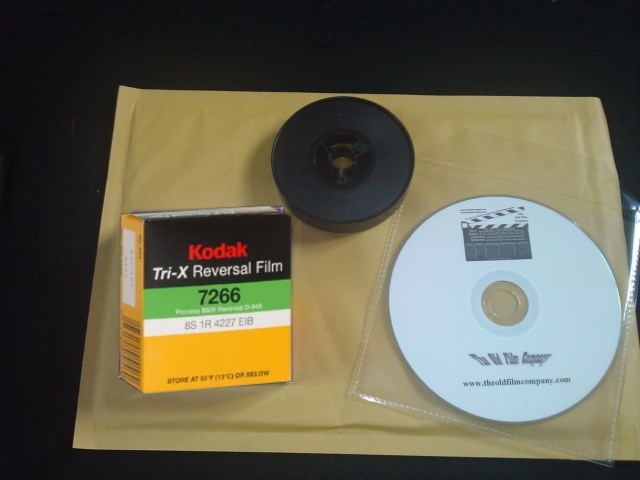 Kodak
Tri-X Reversal Film
7266
Process B&W Reversal D-94A
8S 1R 4227 EIB
STORE AT 55°F (13°C) OR BELOW
The Old Film Company
www.theoldfilmcompany.com